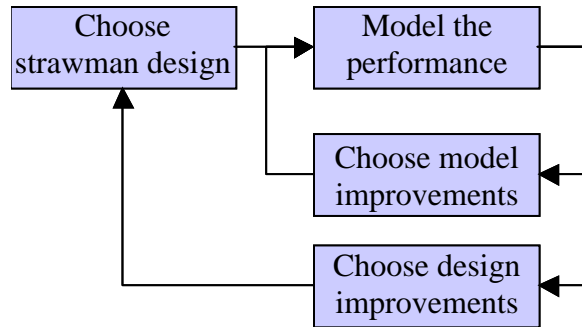 Choose
strawman design
Model the
performance
Choose model
improvements
Choose design
improvements